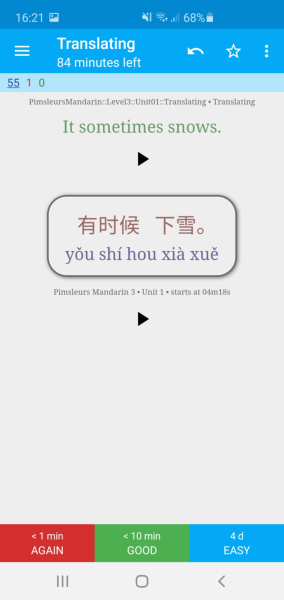 16:21 68%
Translating
84 minutes left
55 1 0
PimsleursMandarin::Level3::Unit01::Translating • Translating
It sometimes snows.
有时候 下雪。
yǒu shí hou xià xuě
Pimsleurs Mandarin 3 • Unit 1 • starts at 04m18s
< 1 min < 10 min 4 d
AGAIN GOOD EASY